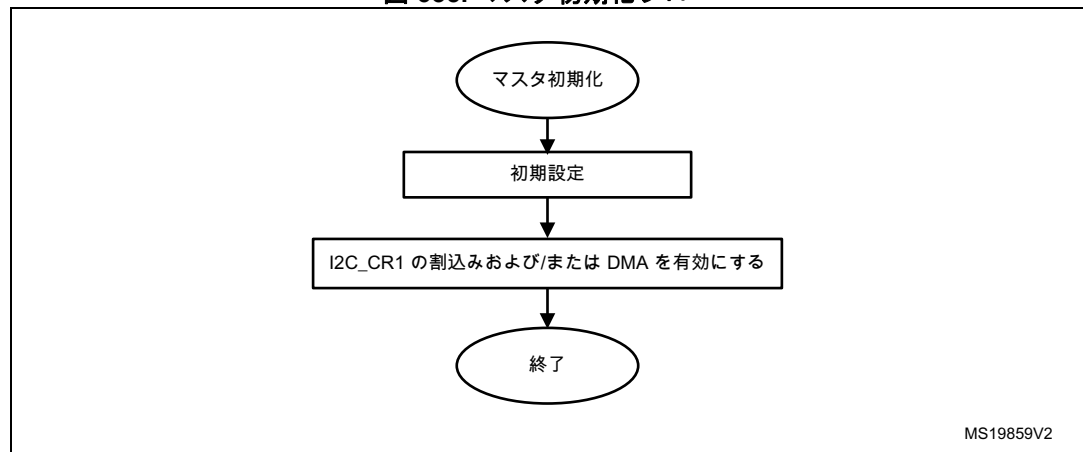 マスタ初期化
初期設定
I2C_CR1 の割込みおよび/または DMA を有効にする
終了
MS19859V2